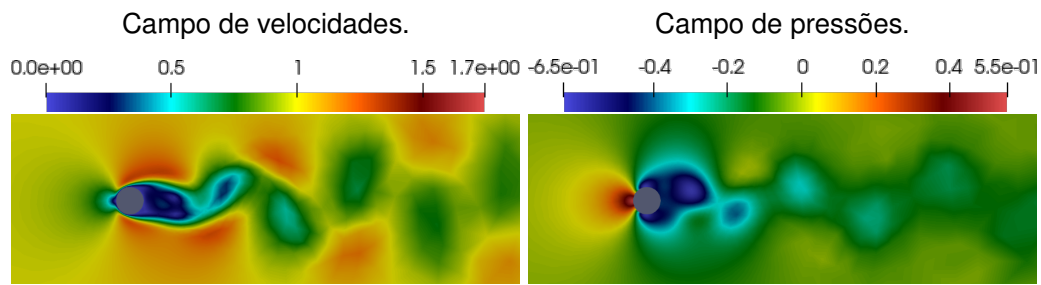 Campo de velocidades.
0.0e+00 0.5 1 1.5 1.7e+00
Campo de pressões.
-6.5e-01 -0.4 -0.2 0 0.2 0.4 5.5e-01